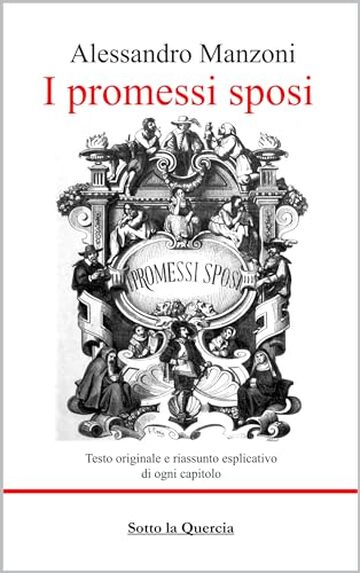 Alessandro Manzoni
I promessi sposi
I PROMESSI SPOSI
Testo originale e riassunto esplicativo
di ogni capitolo
Sotto la Quercia